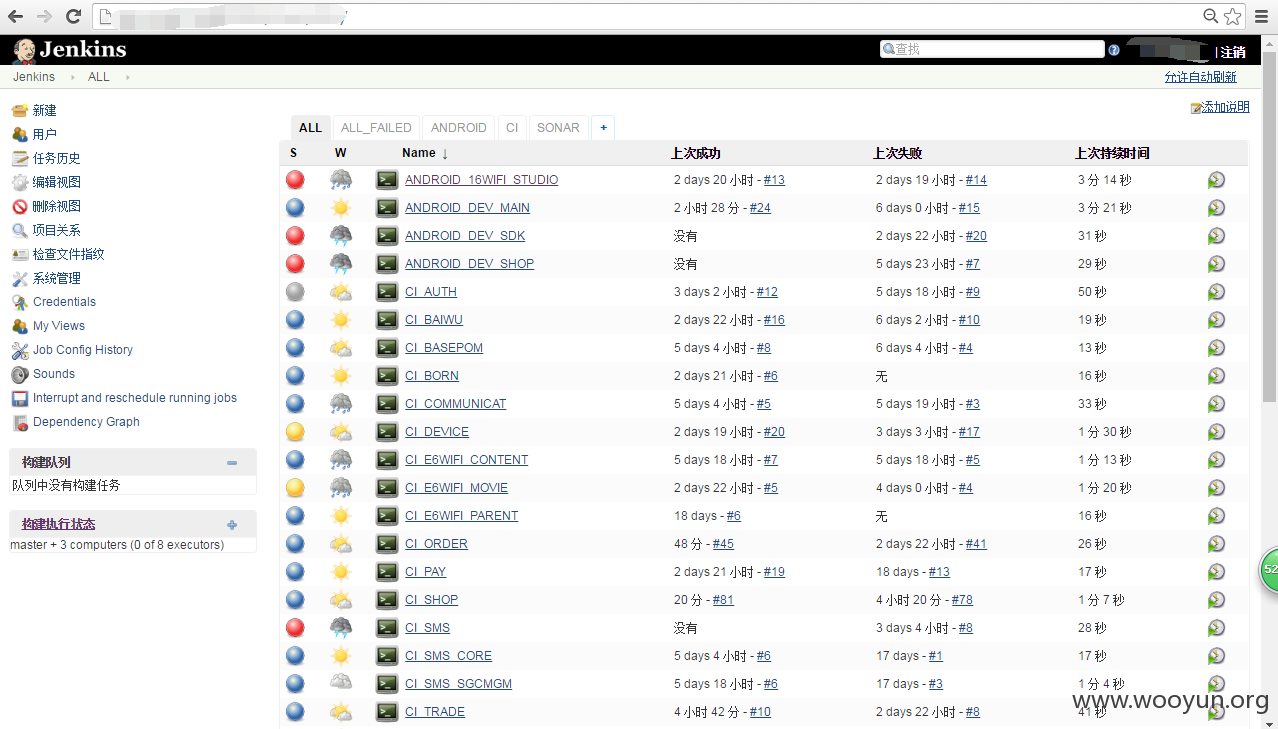 Jenkins
查找
| 注销
Jenkins ALL
允许自动刷新
新建
用户
任务历史
编辑视图
删除视图
项目关系
检查文件指纹
系统管理
Credentials
My Views
Job Config History
Sounds
Interrupt and reschedule running jobs
Dependency Graph
构建队列
队列中没有构建任务
构建执行状态
master + 3 computers (0 of 8 executors)
添加说明
ALL ALL_FAILED ANDROID CI SONAR +
S W Name ↓ 上次成功 上次失败 上次持续时间
ANDROID_16WIFI_STUDIO 2 days 20 小时 - #13 2 days 19 小时 - #14 3 分 14 秒
ANDROID_DEV_MAIN 2 小时 28 分 - #24 6 days 0 小时 - #15 3 分 21 秒
ANDROID_DEV_SDK 没有 2 days 22 小时 - #20 31 秒
ANDROID_DEV_SHOP 没有 5 days 23 小时 - #7 29 秒
CI_AUTH 3 days 2 小时 - #12 5 days 18 小时 - #9 50 秒
CI_BAIWU 2 days 22 小时 - #16 6 days 2 小时 - #10 19 秒
CI_BASEPOM 5 days 4 小时 - #8 6 days 4 小时 - #4 13 秒
CI_BORN 2 days 21 小时 - #6 无 16 秒
CI_COMMUNICAT 5 days 4 小时 - #5 5 days 19 小时 - #3 33 秒
CI_DEVICE 2 days 19 小时 - #20 3 days 3 小时 - #17 1 分 30 秒
CI_E6WIFI_CONTENT 5 days 18 小时 - #7 5 days 18 小时 - #5 1 分 13 秒
CI_E6WIFI_MOVIE 2 days 22 小时 - #5 4 days 0 小时 - #4 1 分 20 秒
CI_E6WIFI_PARENT 18 days - #6 无 16 秒
CI_ORDER 48 分 - #45 2 days 22 小时 - #41 26 秒
CI_PAY 2 days 21 小时 - #19 18 days - #13 17 秒
CI_SHOP 20 分 - #81 4 小时 20 分 - #78 1 分 7 秒
CI_SMS 没有 3 days 4 小时 - #8 28 秒
CI_SMS_CORE 5 days 4 小时 - #6 17 days - #1 17 秒
CI_SMS_SGCMGM 5 days 18 小时 - #6 17 days - #3 1 分 4 秒
CI_TRADE 4 小时 42 分 - #10 2 days 22 小时 - #8 41 秒
52
www.wooyun.org